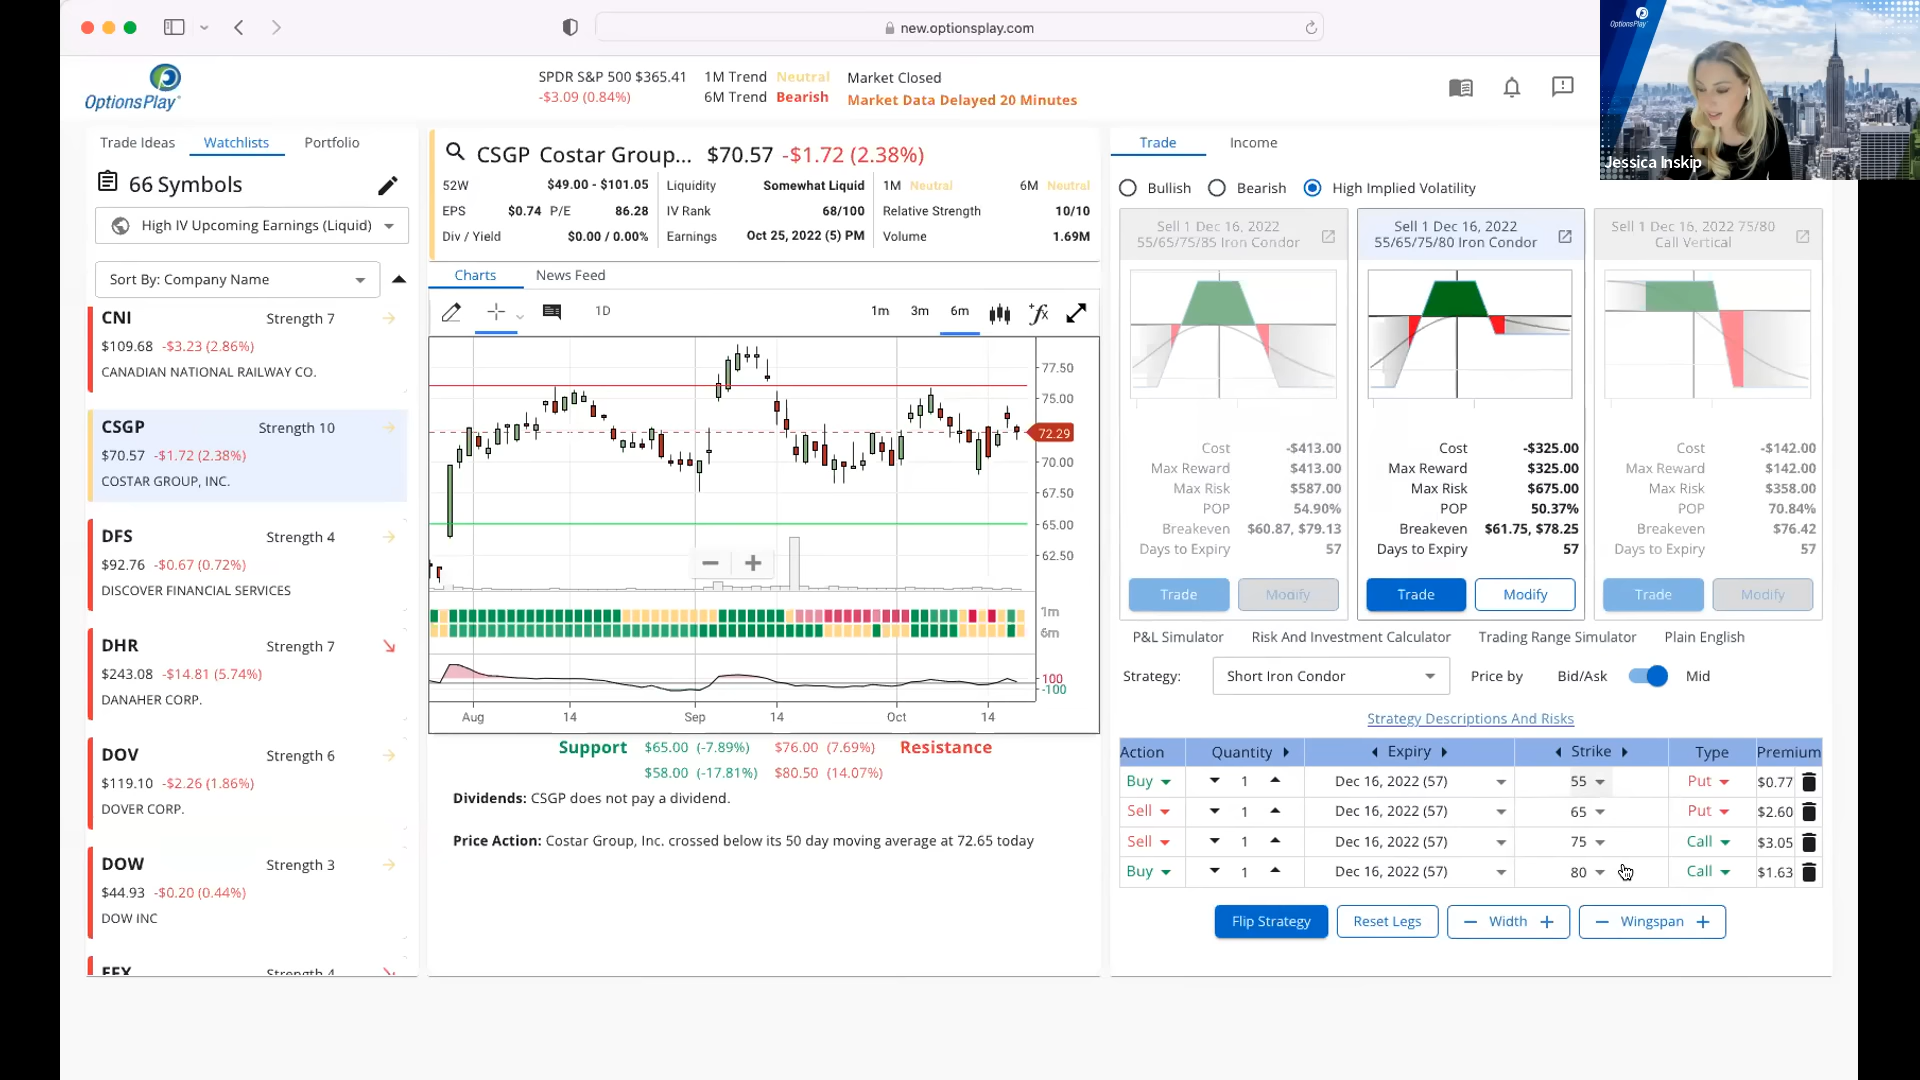 new.optionsplay.com
OptionsPlay
Jessica Inskip
OptionsPlay
SPDR S&P 500 $365.41 1M Trend Neutral Market Closed
-$3.09 (0.84%) 6M Trend Bearish Market Data Delayed 20 Minutes
Trade Ideas Watchlists Portfolio
66 Symbols
High IV Upcoming Earnings (Liquid)
Sort By: Company Name
CNI Strength 7
$109.68 -$3.23 (2.86%)
CANADIAN NATIONAL RAILWAY CO.
CSGP Strength 10
$70.57 -$1.72 (2.38%)
COSTAR GROUP, INC.
DFS Strength 4
$92.76 -$0.67 (0.72%)
DISCOVER FINANCIAL SERVICES
DHR Strength 7
$243.08 -$14.81 (5.74%)
DANAHER CORP.
DOV Strength 6
$119.10 -$2.26 (1.86%)
DOVER CORP.
DOW Strength 3
$44.93 -$0.20 (0.44%)
DOW INC
EFX Strength 4
CSGP Costar Group... $70.57 -$1.72 (2.38%)
52W $49.00 - $101.05 Liquidity Somewhat Liquid 1M Neutral 6M Neutral
EPS $0.74 P/E 86.28 IV Rank 68/100 Relative Strength 10/10
Div / Yield $0.00 / 0.00% Earnings Oct 25, 2022 (5) PM Volume 1.69M
Charts News Feed
1D 1m 3m 6m fx
77.50
75.00
72.29
70.00
67.50
65.00
62.50
1m
6m
100
-100
Aug 14 Sep 14 Oct 14
Support $65.00 (-7.89%) $76.00 (7.69%) Resistance
$58.00 (-17.81%) $80.50 (14.07%)
Dividends: CSGP does not pay a dividend.
Price Action: Costar Group, Inc. crossed below its 50 day moving average at 72.65 today
Trade Income
Bullish Bearish High Implied Volatility
Sell 1 Dec 16, 2022
55/65/75/85 Iron Condor
Cost -$413.00
Max Reward $413.00
Max Risk $587.00
POP 54.90%
Breakeven $60.87, $79.13
Days to Expiry 57
Trade Modify
Sell 1 Dec 16, 2022
55/65/75/80 Iron Condor
Cost -$325.00
Max Reward $325.00
Max Risk $675.00
POP 50.37%
Breakeven $61.75, $78.25
Days to Expiry 57
Trade Modify
Sell 1 Dec 16, 2022 75/80
Call Vertical
Cost -$142.00
Max Reward $142.00
Max Risk $358.00
POP 70.84%
Breakeven $76.42
Days to Expiry 57
Trade Modify
P&L Simulator Risk And Investment Calculator Trading Range Simulator Plain English
Strategy: Short Iron Condor Price by Bid/Ask Mid
Strategy Descriptions And Risks
Action Quantity Expiry Strike Type Premium
Buy 1 Dec 16, 2022 (57) 55 Put $0.77
Sell 1 Dec 16, 2022 (57) 65 Put $2.60
Sell 1 Dec 16, 2022 (57) 75 Call $3.05
Buy 1 Dec 16, 2022 (57) 80 Call $1.63
Flip Strategy Reset Legs − Width + − Wingspan +